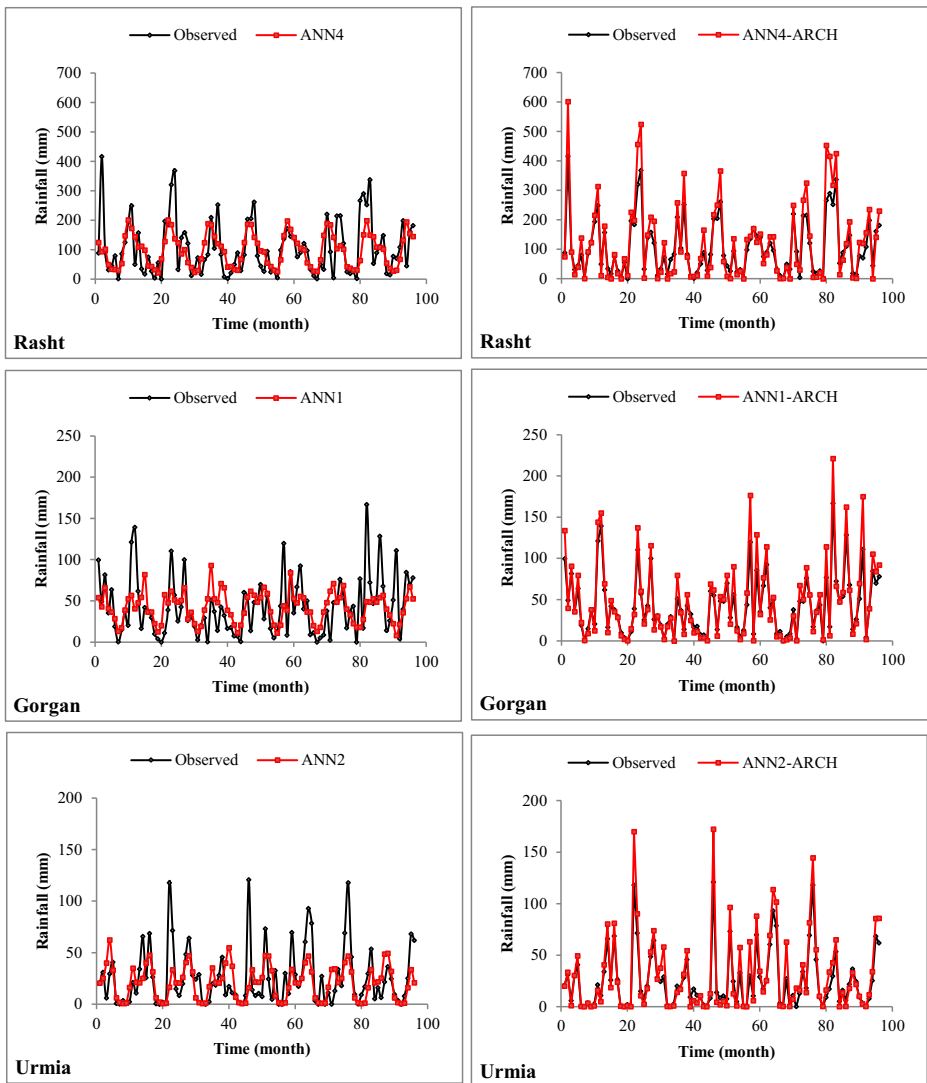 Observed ANN4
Rainfall (mm)
700
600
500
400
300
200
100
0
0 20 40 60 80 100
Time (month)
Rasht
Observed ANN4-ARCH
Rainfall (mm)
700
600
500
400
300
200
100
0
0 20 40 60 80 100
Time (month)
Rasht
Observed ANN1
Rainfall (mm)
250
200
150
100
50
0
0 20 40 60 80 100
Time (month)
Gorgan
Observed ANN1-ARCH
Rainfall (mm)
250
200
150
100
50
0
0 20 40 60 80 100
Time (month)
Gorgan
Observed ANN2
Rainfall (mm)
200
150
100
50
0
0 20 40 60 80 100
Time (month)
Urmia
Observed ANN2-ARCH
Rainfall (mm)
200
150
100
50
0
0 20 40 60 80 100
Time (month)
Urmia